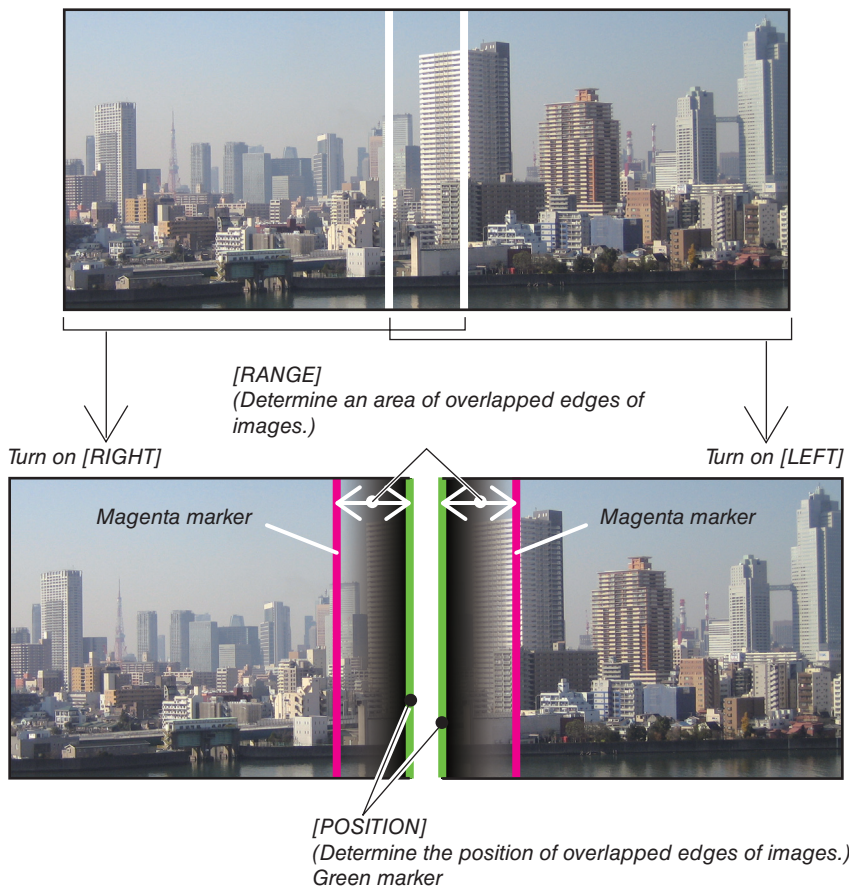 [RANGE]
(Determine an area of overlapped edges of
images.)
Turn on [RIGHT]
Turn on [LEFT]
Magenta marker
Magenta marker
[POSITION]
(Determine the position of overlapped edges of images.)
Green marker